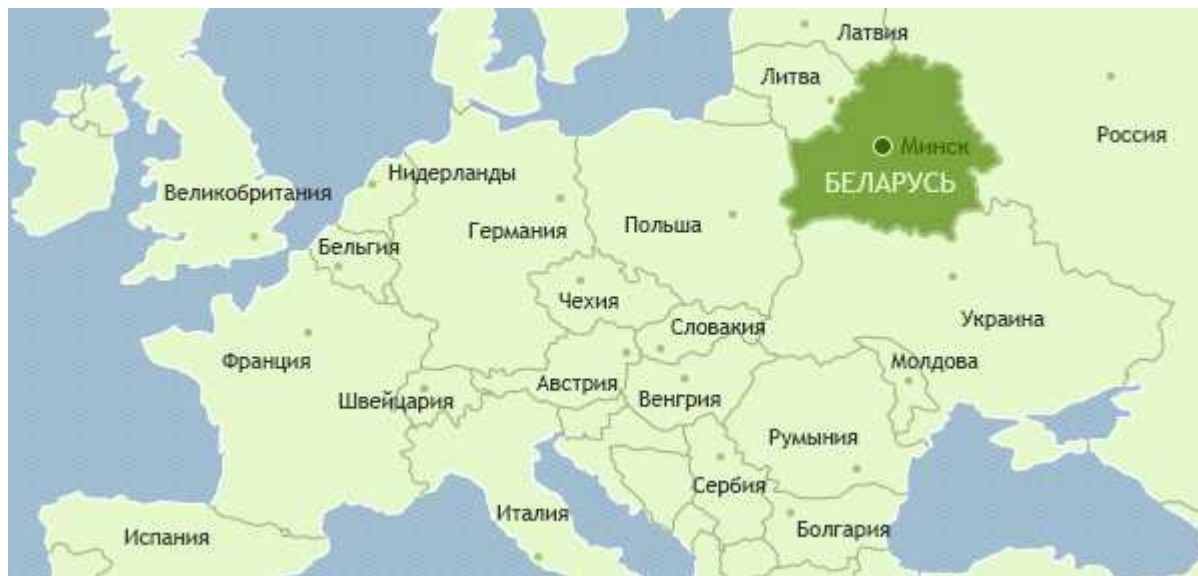 Латвия
Литва
Россия
Минск
БЕЛАРУСЬ
Нидерланды
Великобритания
Германия
Польша
Бельгия
Чехия
Словакия
Украина
Франция
Молдова
Швейцария
Австрия
Венгрия
Румыния
Сербия
Италия
Болгария
Испания